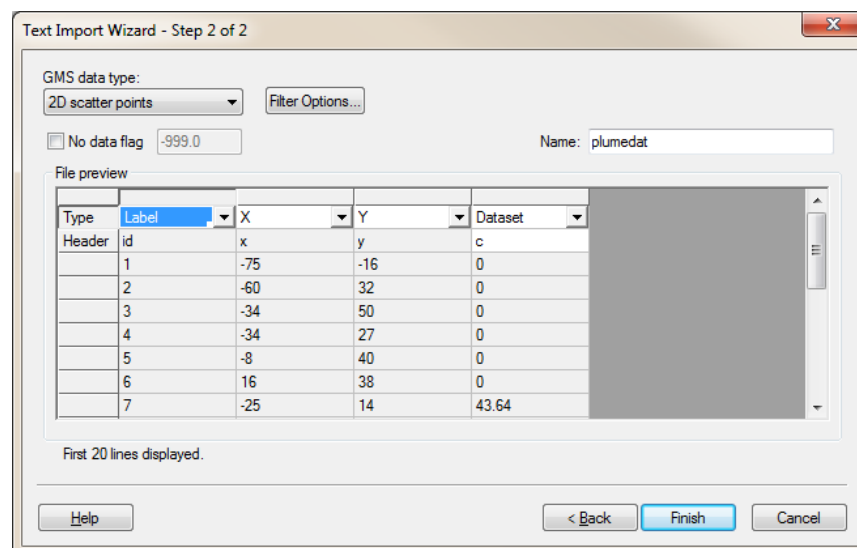 Text Import Wizard - Step 2 of 2
GMS data type:
2D scatter points Filter Options...
No data flag -999.0 Name: plumedat
File preview
Type Label X Y Dataset
Header id x y c
1 -75 -16 0
2 -60 32 0
3 -34 50 0
4 -34 27 0
5 -8 40 0
6 16 38 0
7 -25 14 43.64
First 20 lines displayed.
Help < Back Finish Cancel